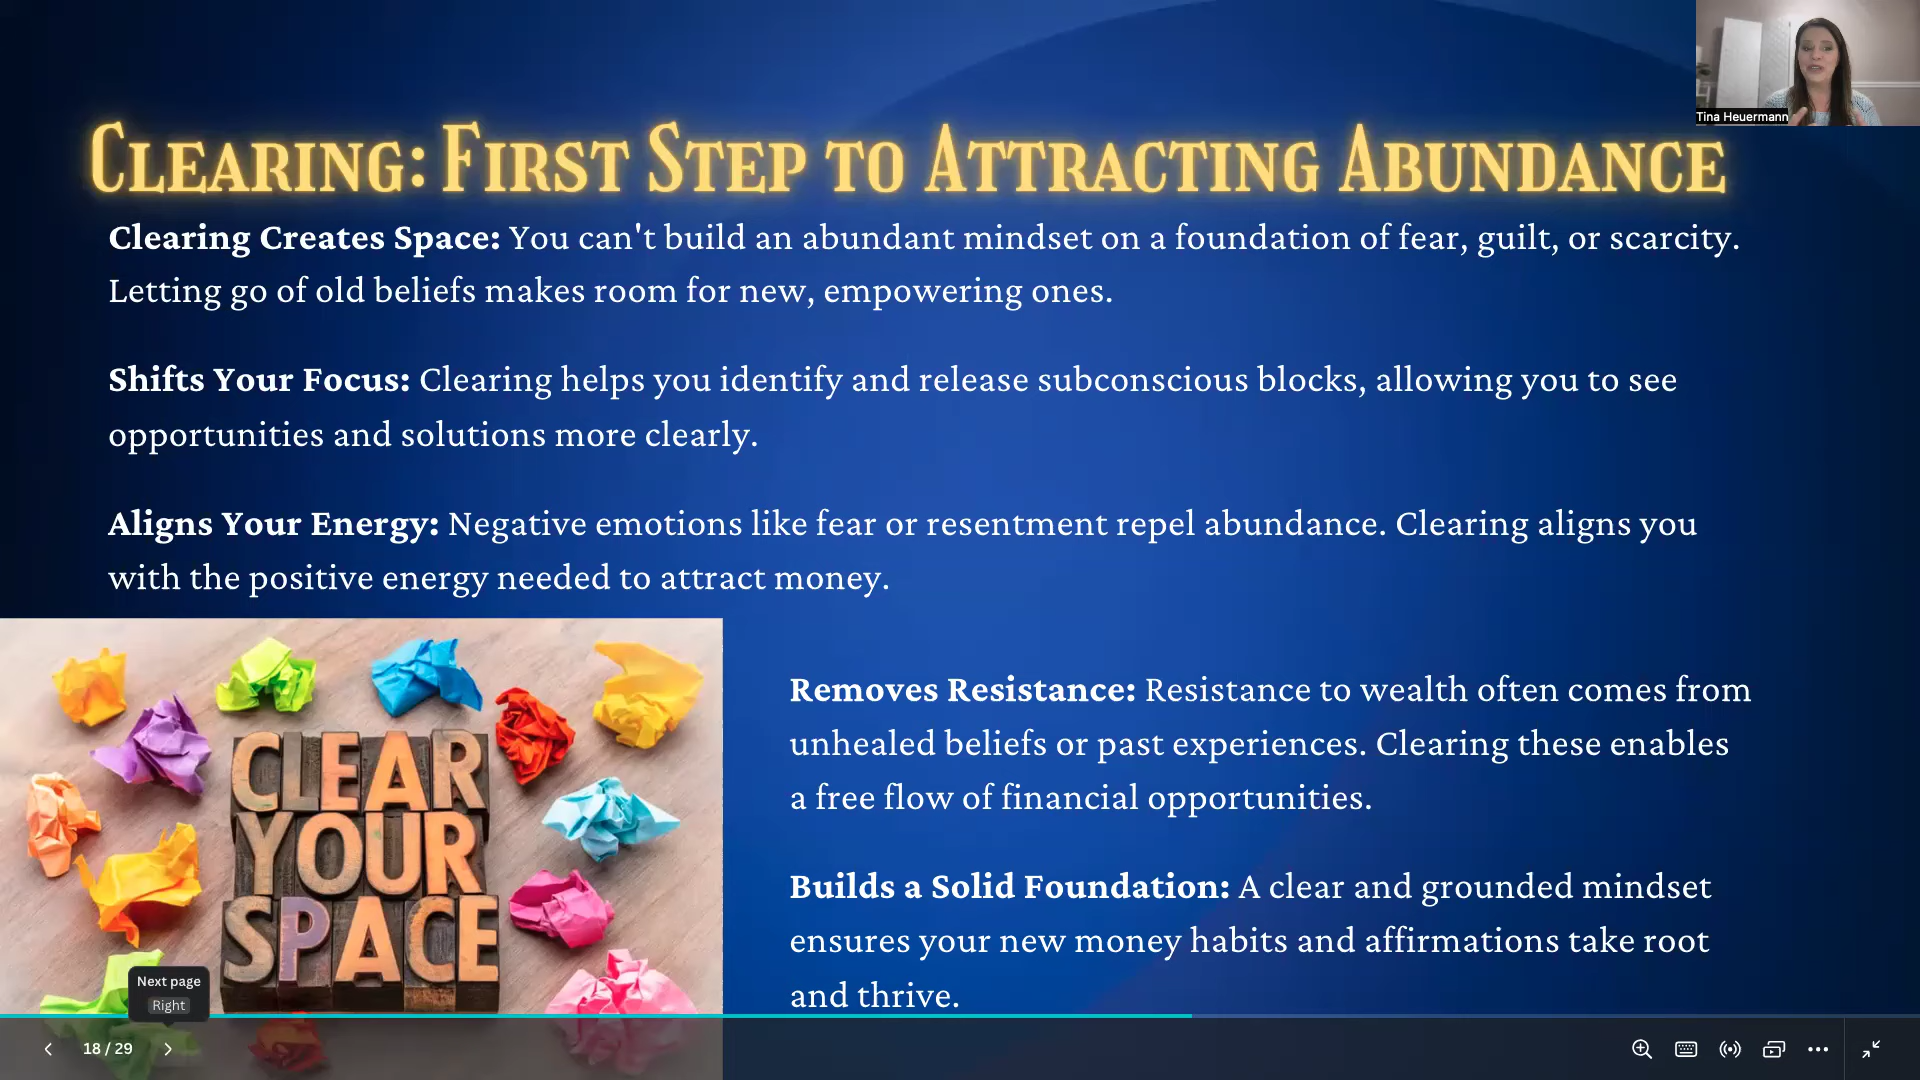 Tina Heuermann
Clearing: First Step to Attracting Abundance
Clearing Creates Space: You can't build an abundant mindset on a foundation of fear, guilt, or scarcity.
Letting go of old beliefs makes room for new, empowering ones.
Shifts Your Focus: Clearing helps you identify and release subconscious blocks, allowing you to see
opportunities and solutions more clearly.
Aligns Your Energy: Negative emotions like fear or resentment repel abundance. Clearing aligns you
with the positive energy needed to attract money.
CLEAR
YOUR
SPACE
Removes Resistance: Resistance to wealth often comes from
unhealed beliefs or past experiences. Clearing these enables
a free flow of financial opportunities.
Builds a Solid Foundation: A clear and grounded mindset
ensures your new money habits and affirmations take root
and thrive.
Next page
Right
18 / 29